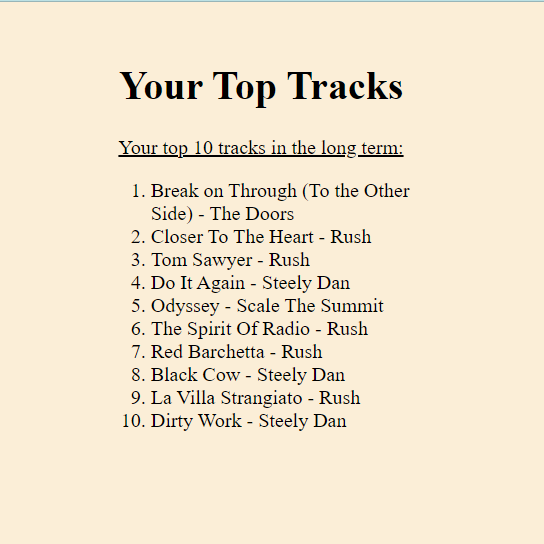 Your Top Tracks
Your top 10 tracks in the long term:
1. Break on Through (To the Other
Side) - The Doors
2. Closer To The Heart - Rush
3. Tom Sawyer - Rush
4. Do It Again - Steely Dan
5. Odyssey - Scale The Summit
6. The Spirit Of Radio - Rush
7. Red Barchetta - Rush
8. Black Cow - Steely Dan
9. La Villa Strangiato - Rush
10. Dirty Work - Steely Dan